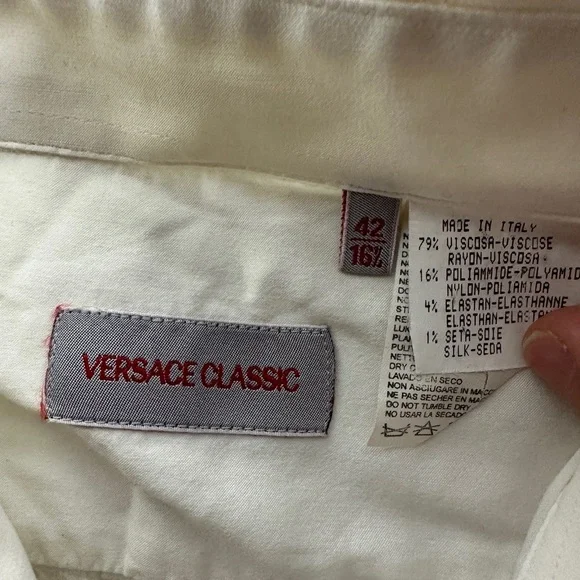 42
16½
MADE IN ITALY
79% VISCOSA-VISCOSE
RAYON-VISCOSA
16% POLIAMMIDE-POLYAMID
NYLON-POLIAMIDA
4% ELASTAN-ELASTHANNE
ELASTHAN-ELASTAN
1% SETA-SOIE
SILK-SEDA
VERSACE CLASSIC
DRY C
LAVADO EN SECO
NON ASCIUGARE IN MACC
NE PAS SECHER EN MA
DO NOT TUMBLE DRY
NO USAR LA SECADO